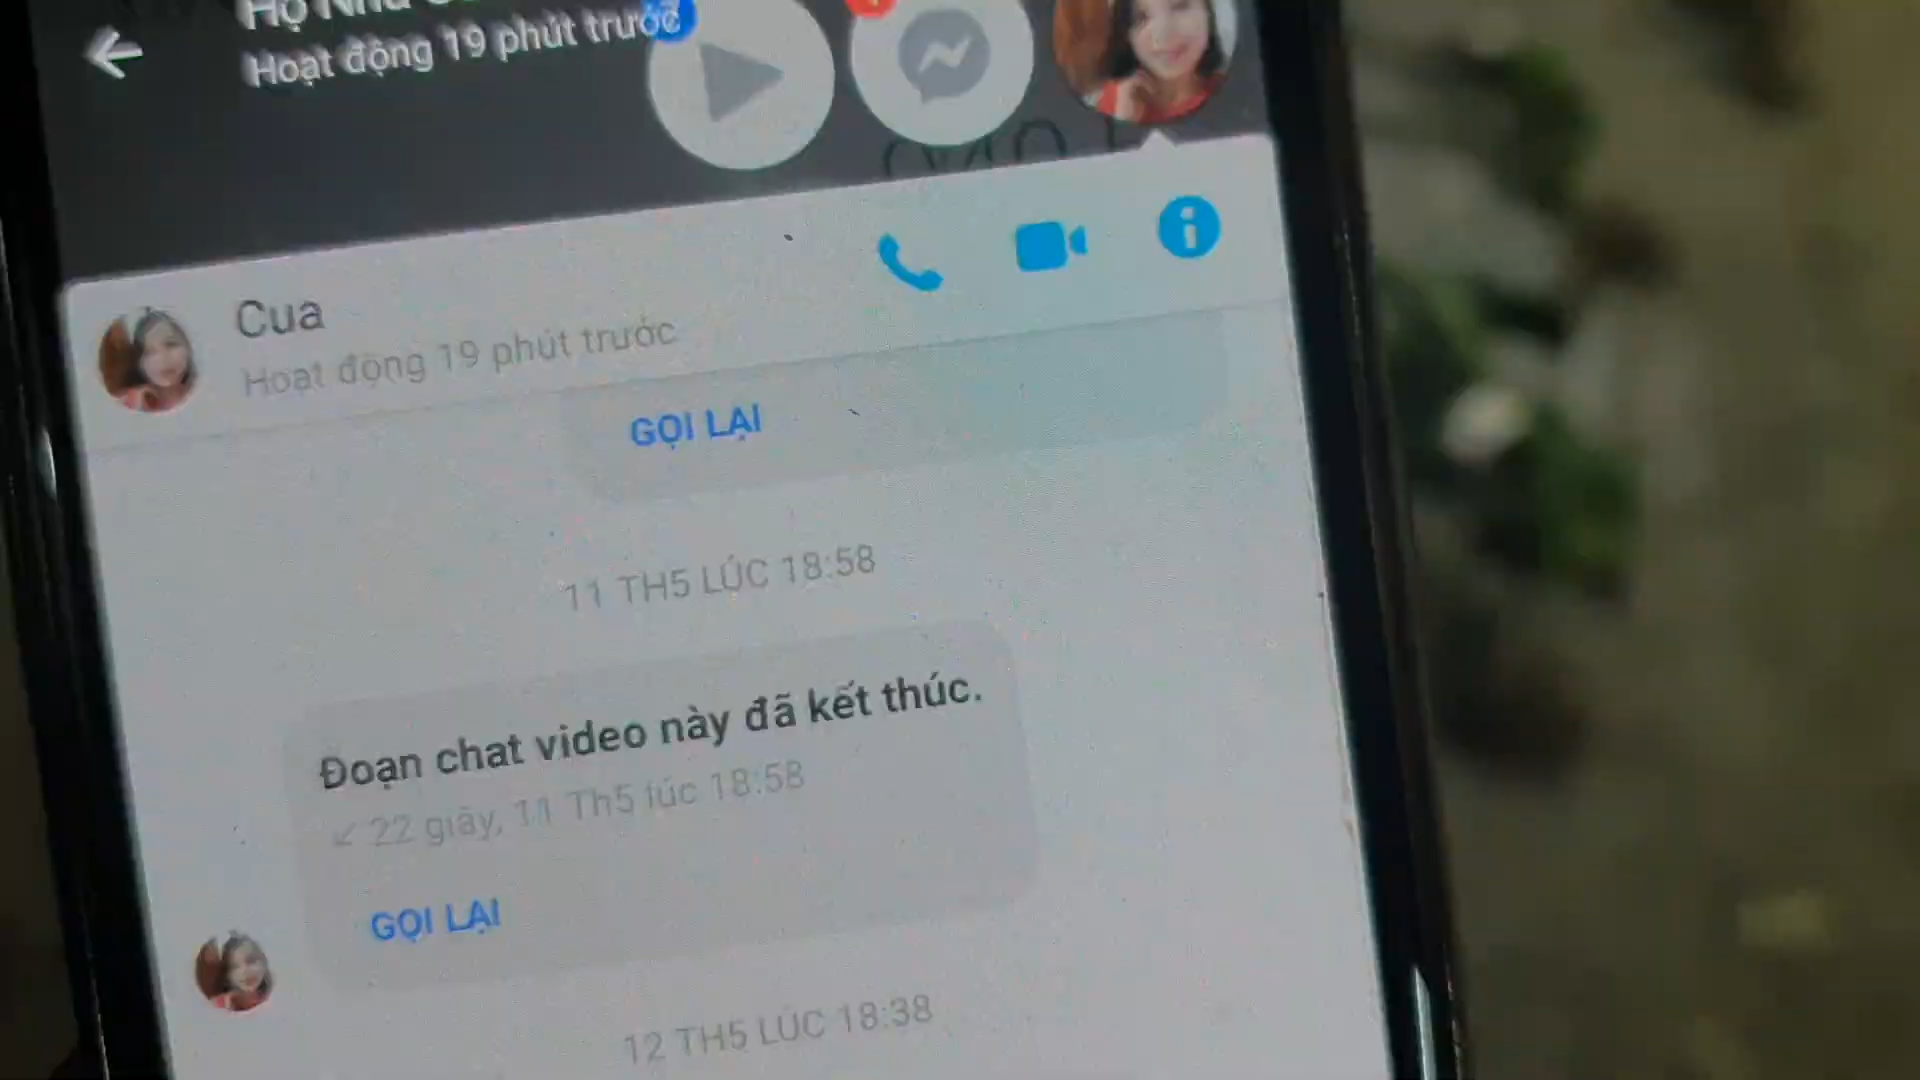 Hoạt động 19 phút trước
Cua
Hoạt động 19 phút trước
GỌI LẠI
11 TH5 LÚC 18:58
Đoạn chat video này đã kết thúc.
22 giây, 11 Th5 lúc 18:58
GỌI LẠI
12 TH5 LÚC 18:38